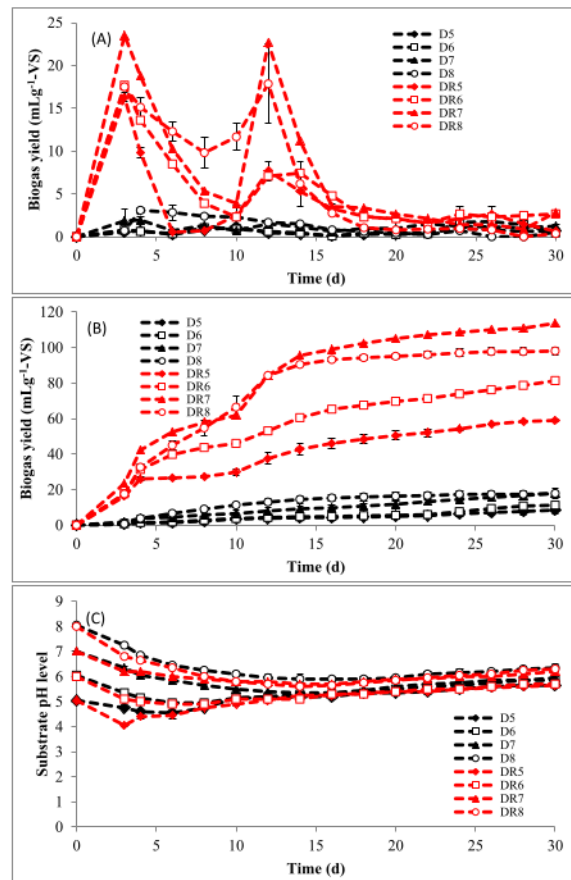 (A)
D5
D6
D7
D8
DR5
DR6
DR7
DR8
Biogas yield (mLg⁻¹-VS)
25
20
15
10
5
0
0 5 10 15 20 25 30
Time (d)
(B)
D5
D6
D7
D8
DR5
DR6
DR7
DR8
Biogas yield (mLg⁻¹-VS)
120
100
80
60
40
20
0
0 5 10 15 20 25 30
Time (d)
(C)
Substrate pH level
9
8
7
6
5
4
3
2
1
0
D5
D6
D7
D8
DR5
DR6
DR7
DR8
0 5 10 15 20 25 30
Time (d)